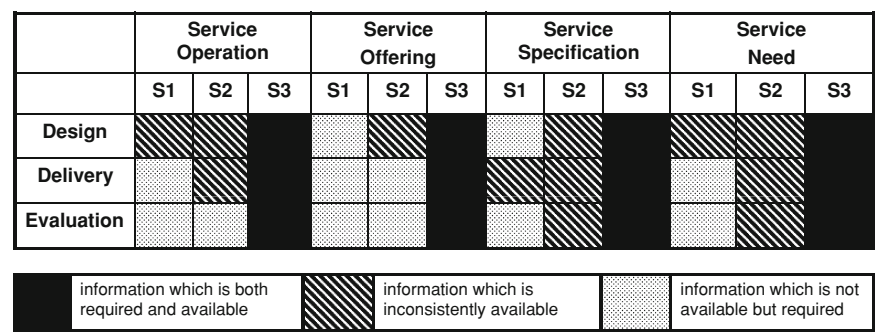 Service Operation Service Offering Service Specification Service Need
S1 S2 S3 S1 S2 S3 S1 S2 S3 S1 S2 S3
Design
Delivery
Evaluation
information which is both required and available
information which is inconsistently available
information which is not available but required